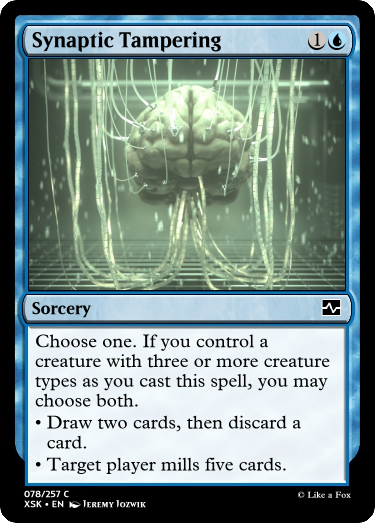 Synaptic Tampering 1
Sorcery
Choose one. If you control a
creature with three or more creature
types as you cast this spell, you may
choose both.
• Draw two cards, then discard a
card.
• Target player mills five cards.
078/257 C
XSK • EN Jeremy Jozwik
© Like a Fox